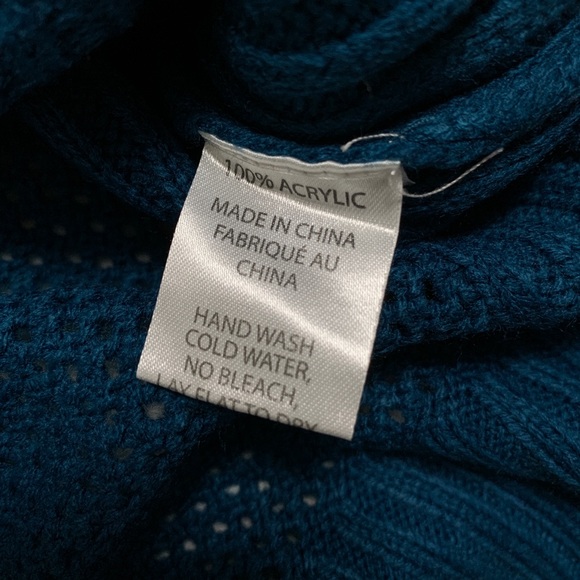 100% ACRYLIC
MADE IN CHINA
FABRIQUÉ AU
CHINA
HAND WASH
COLD WATER,
NO BLEACH,
LAY FLAT TO DRY